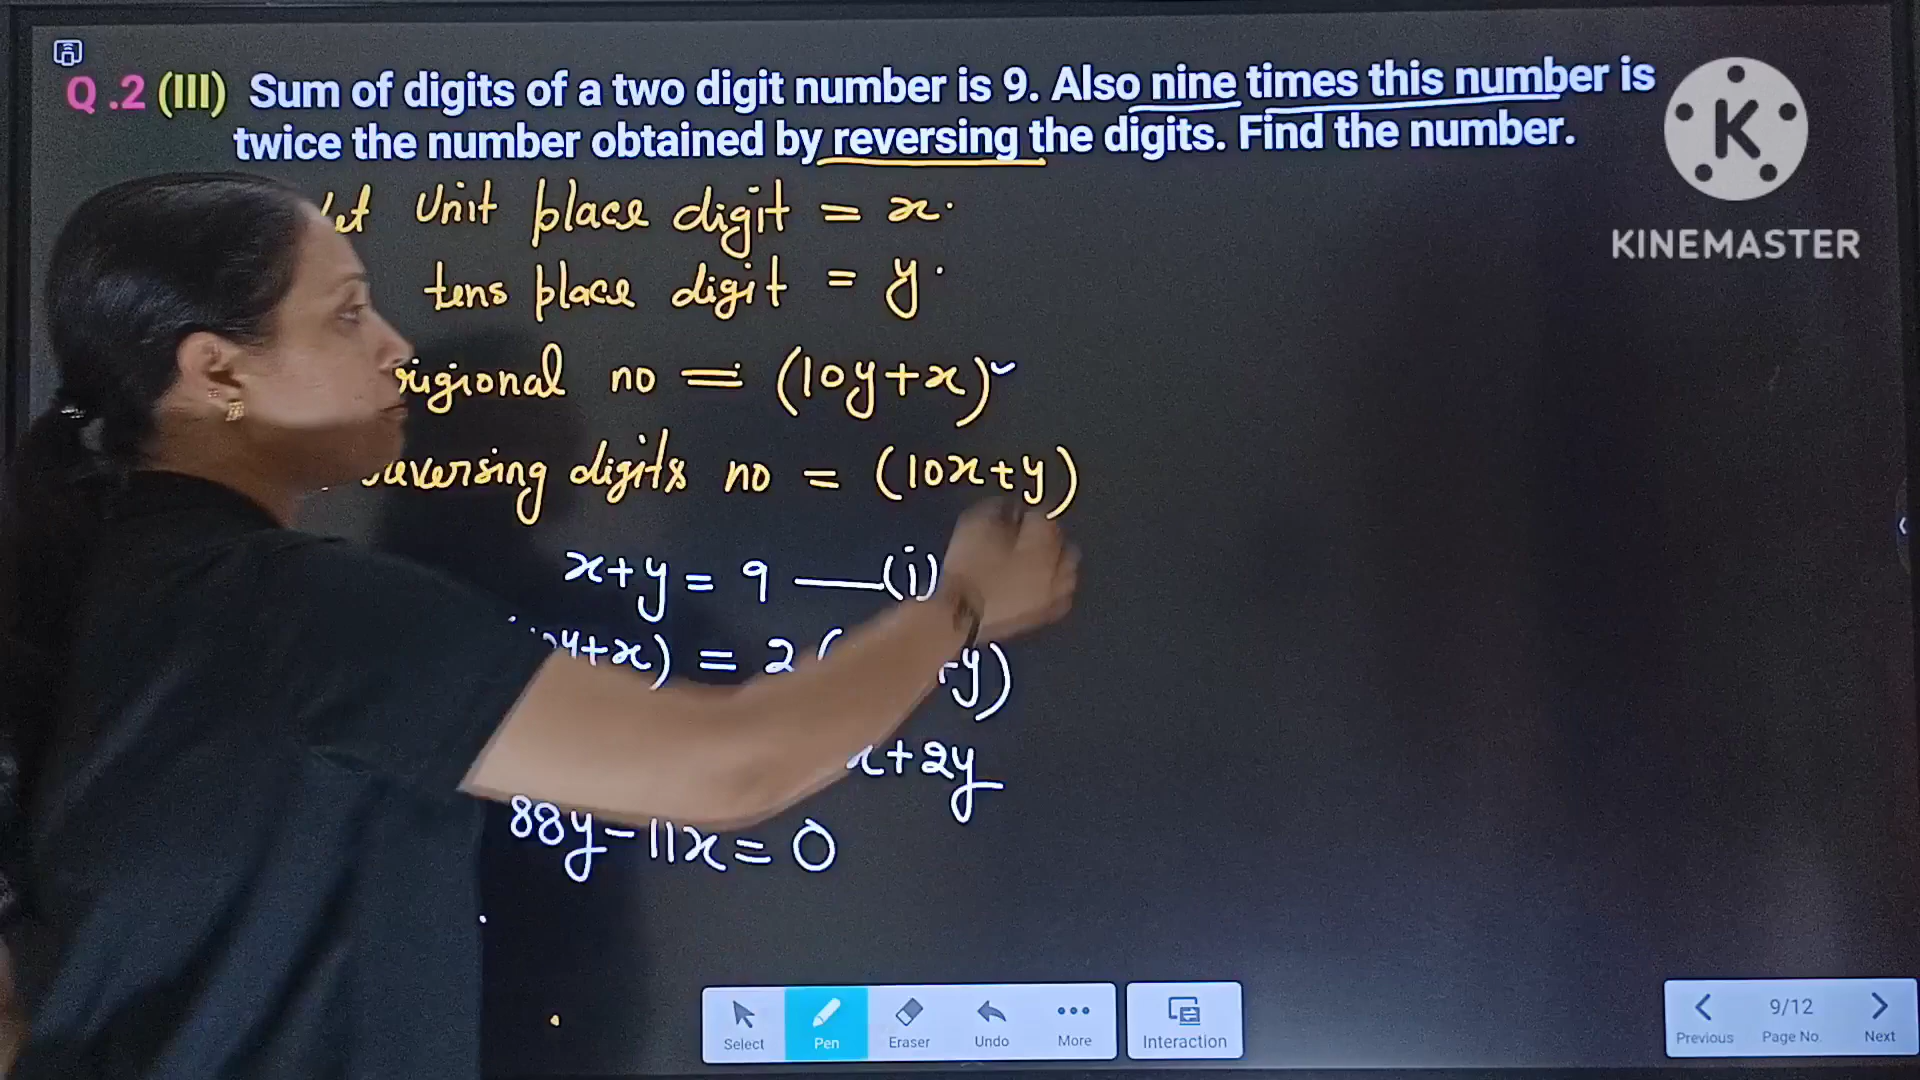 Q.2 (III) Sum of digits of a two digit number is 9. Also nine times this number is
twice the number obtained by reversing the digits. Find the number.
K
KINEMASTER
Let Unit place digit = x.
tens place digit = y.
no = (10y+x)
reversing digits no = (10x+y)
x+y = 9 —(i)
y+x) = 2 ( +y)
x+2y
88y-11x = 0
Select Pen Eraser Undo More Interaction
9/12
Previous Page No Next